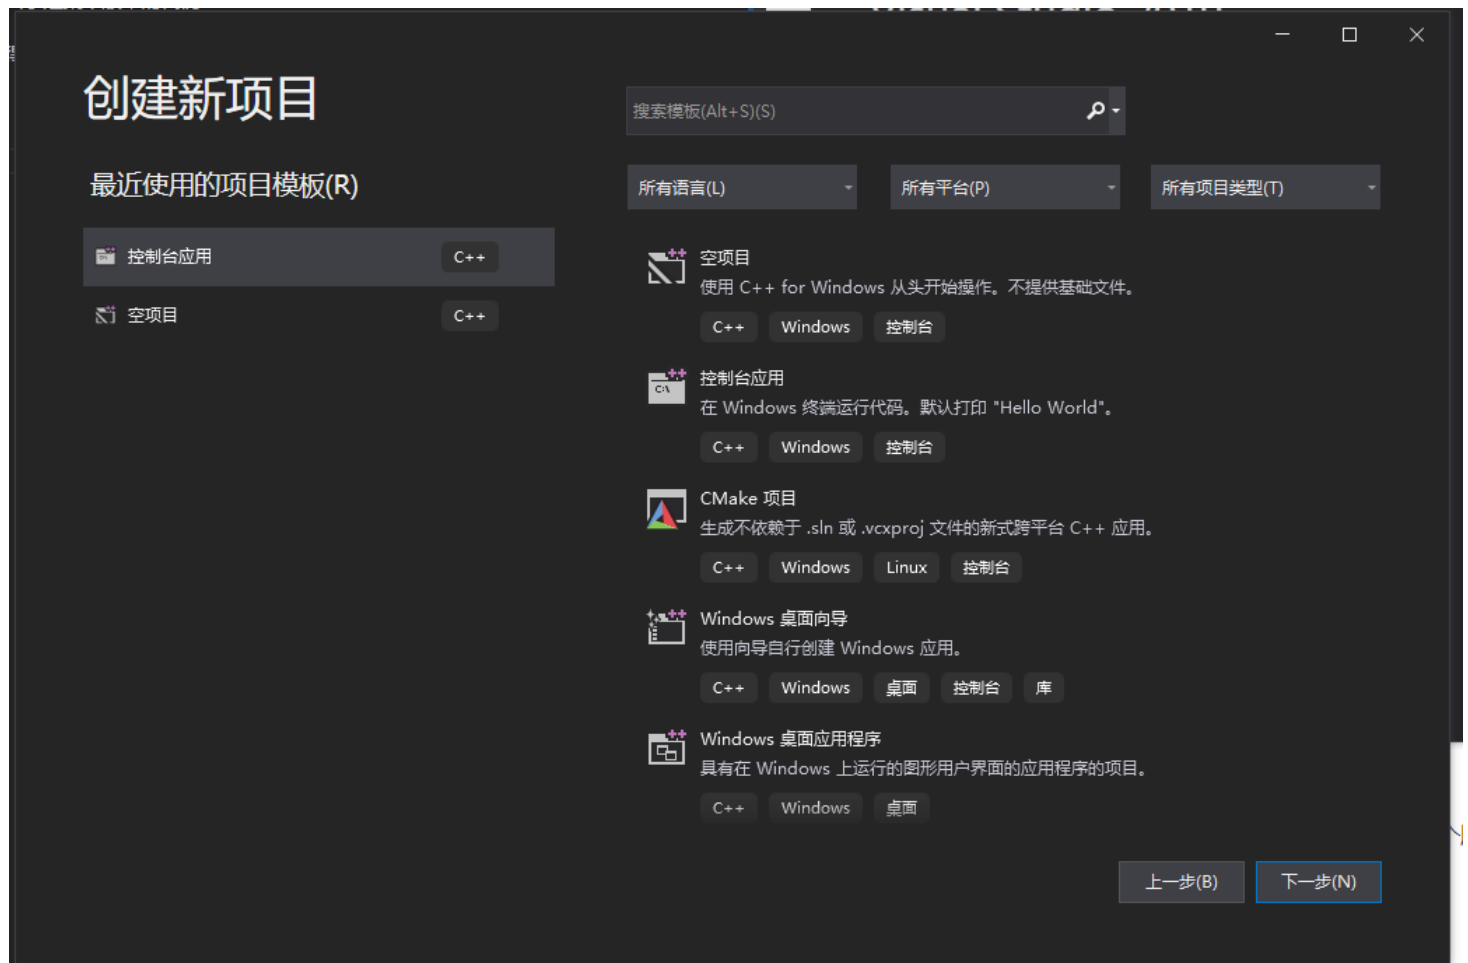 创建新项目
搜索模板(Alt+S)(S)
最近使用的项目模板(R)
所有语言(L)
所有平台(P)
所有项目类型(T)
控制台应用
C++
空项目
C++
空项目
使用 C++ for Windows 从头开始操作。不提供基础文件。
C++ Windows 控制台
控制台应用
在 Windows 终端运行代码。默认打印 "Hello World"。
C++ Windows 控制台
CMake 项目
生成不依赖于 .sln 或 .vcxproj 文件的新式跨平台 C++ 应用。
C++ Windows Linux 控制台
Windows 桌面向导
使用向导自行创建 Windows 应用。
C++ Windows 桌面 控制台 库
Windows 桌面应用程序
具有在 Windows 上运行的图形用户界面的应用程序的项目。
C++ Windows 桌面
上一步(B)
下一步(N)